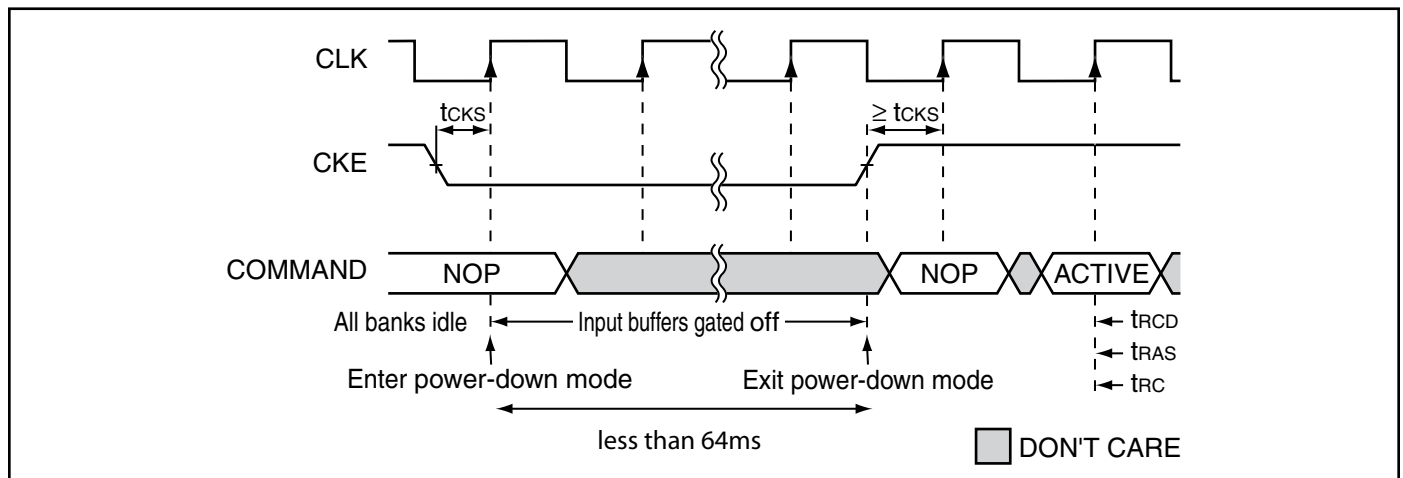 CLK
tCKS
≥ tCKS
CKE
COMMAND
NOP
NOP
ACTIVE
All banks idle
Input buffers gated off
tRCD
tRAS
Enter power-down mode
Exit power-down mode
tRC
less than 64ms
DON'T CARE